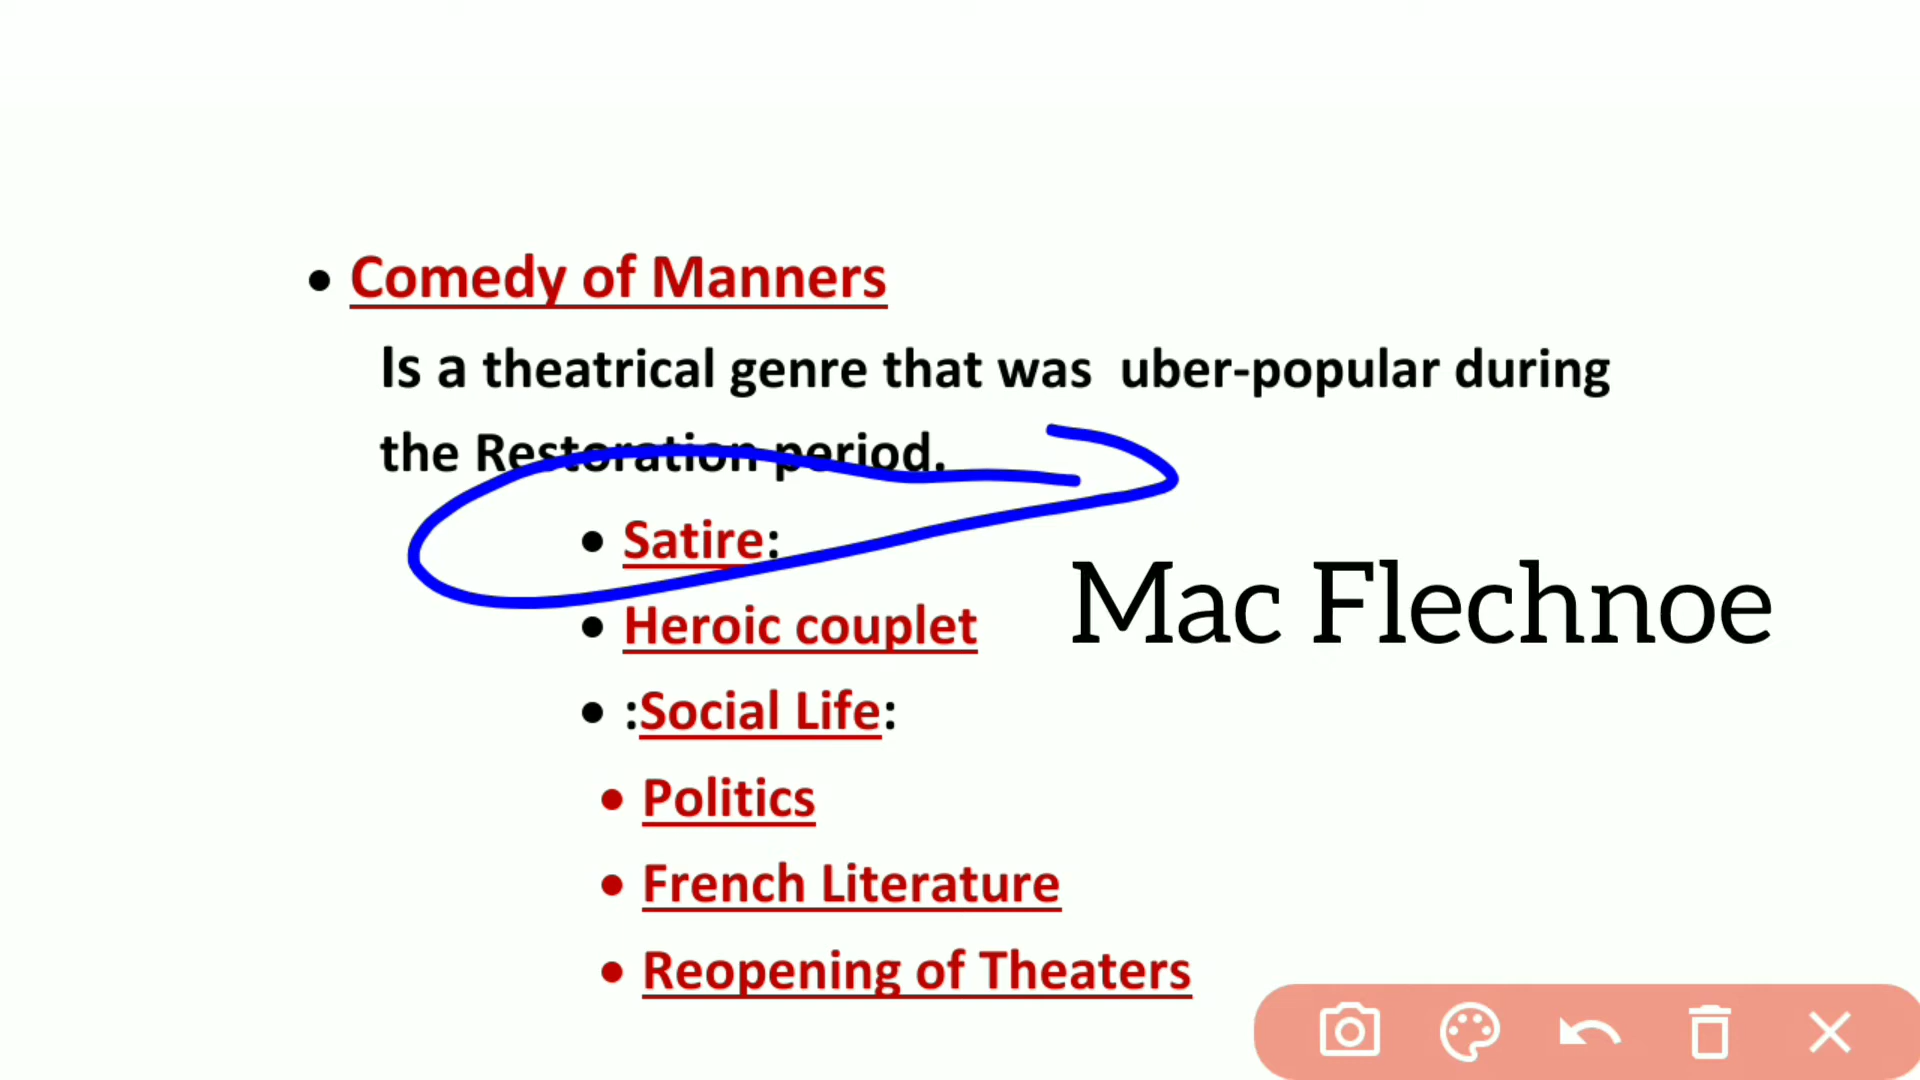 • Comedy of Manners
Is a theatrical genre that was uber-popular during
the Restoration period.
• Satire:
• Heroic couplet
Mac Flechnoe
• :Social Life:
• Politics
• French Literature
• Reopening of Theaters